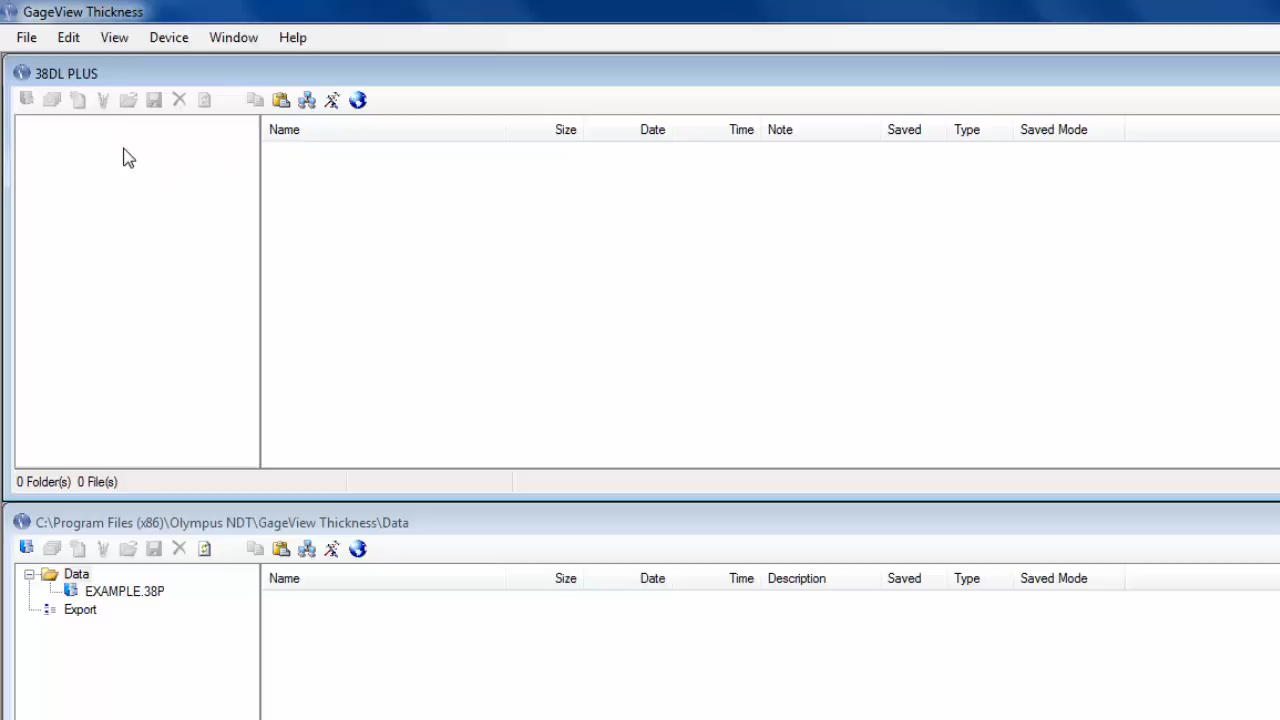 GageView Thickness
File Edit View Device Window Help
38DL PLUS
Name Size Date Time Note Saved Type Saved Mode
0 Folder(s) 0 File(s)
C:\Program Files (x86)\Olympus NDT\GageView Thickness\Data
Name Size Date Time Description Saved Type Saved Mode
Data
EXAMPLE.38P
Export